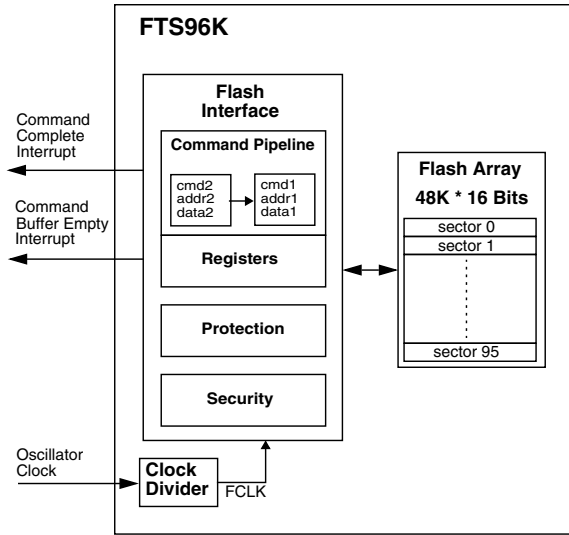 FTS96K
Flash
Interface
Command Pipeline
cmd2
addr2
data2
cmd1
addr1
data1
Registers
Protection
Security
Command
Complete
Interrupt
Command
Buffer Empty
Interrupt
Flash Array
48K * 16 Bits
sector 0
sector 1
sector 95
Oscillator
Clock
Clock
Divider
FCLK